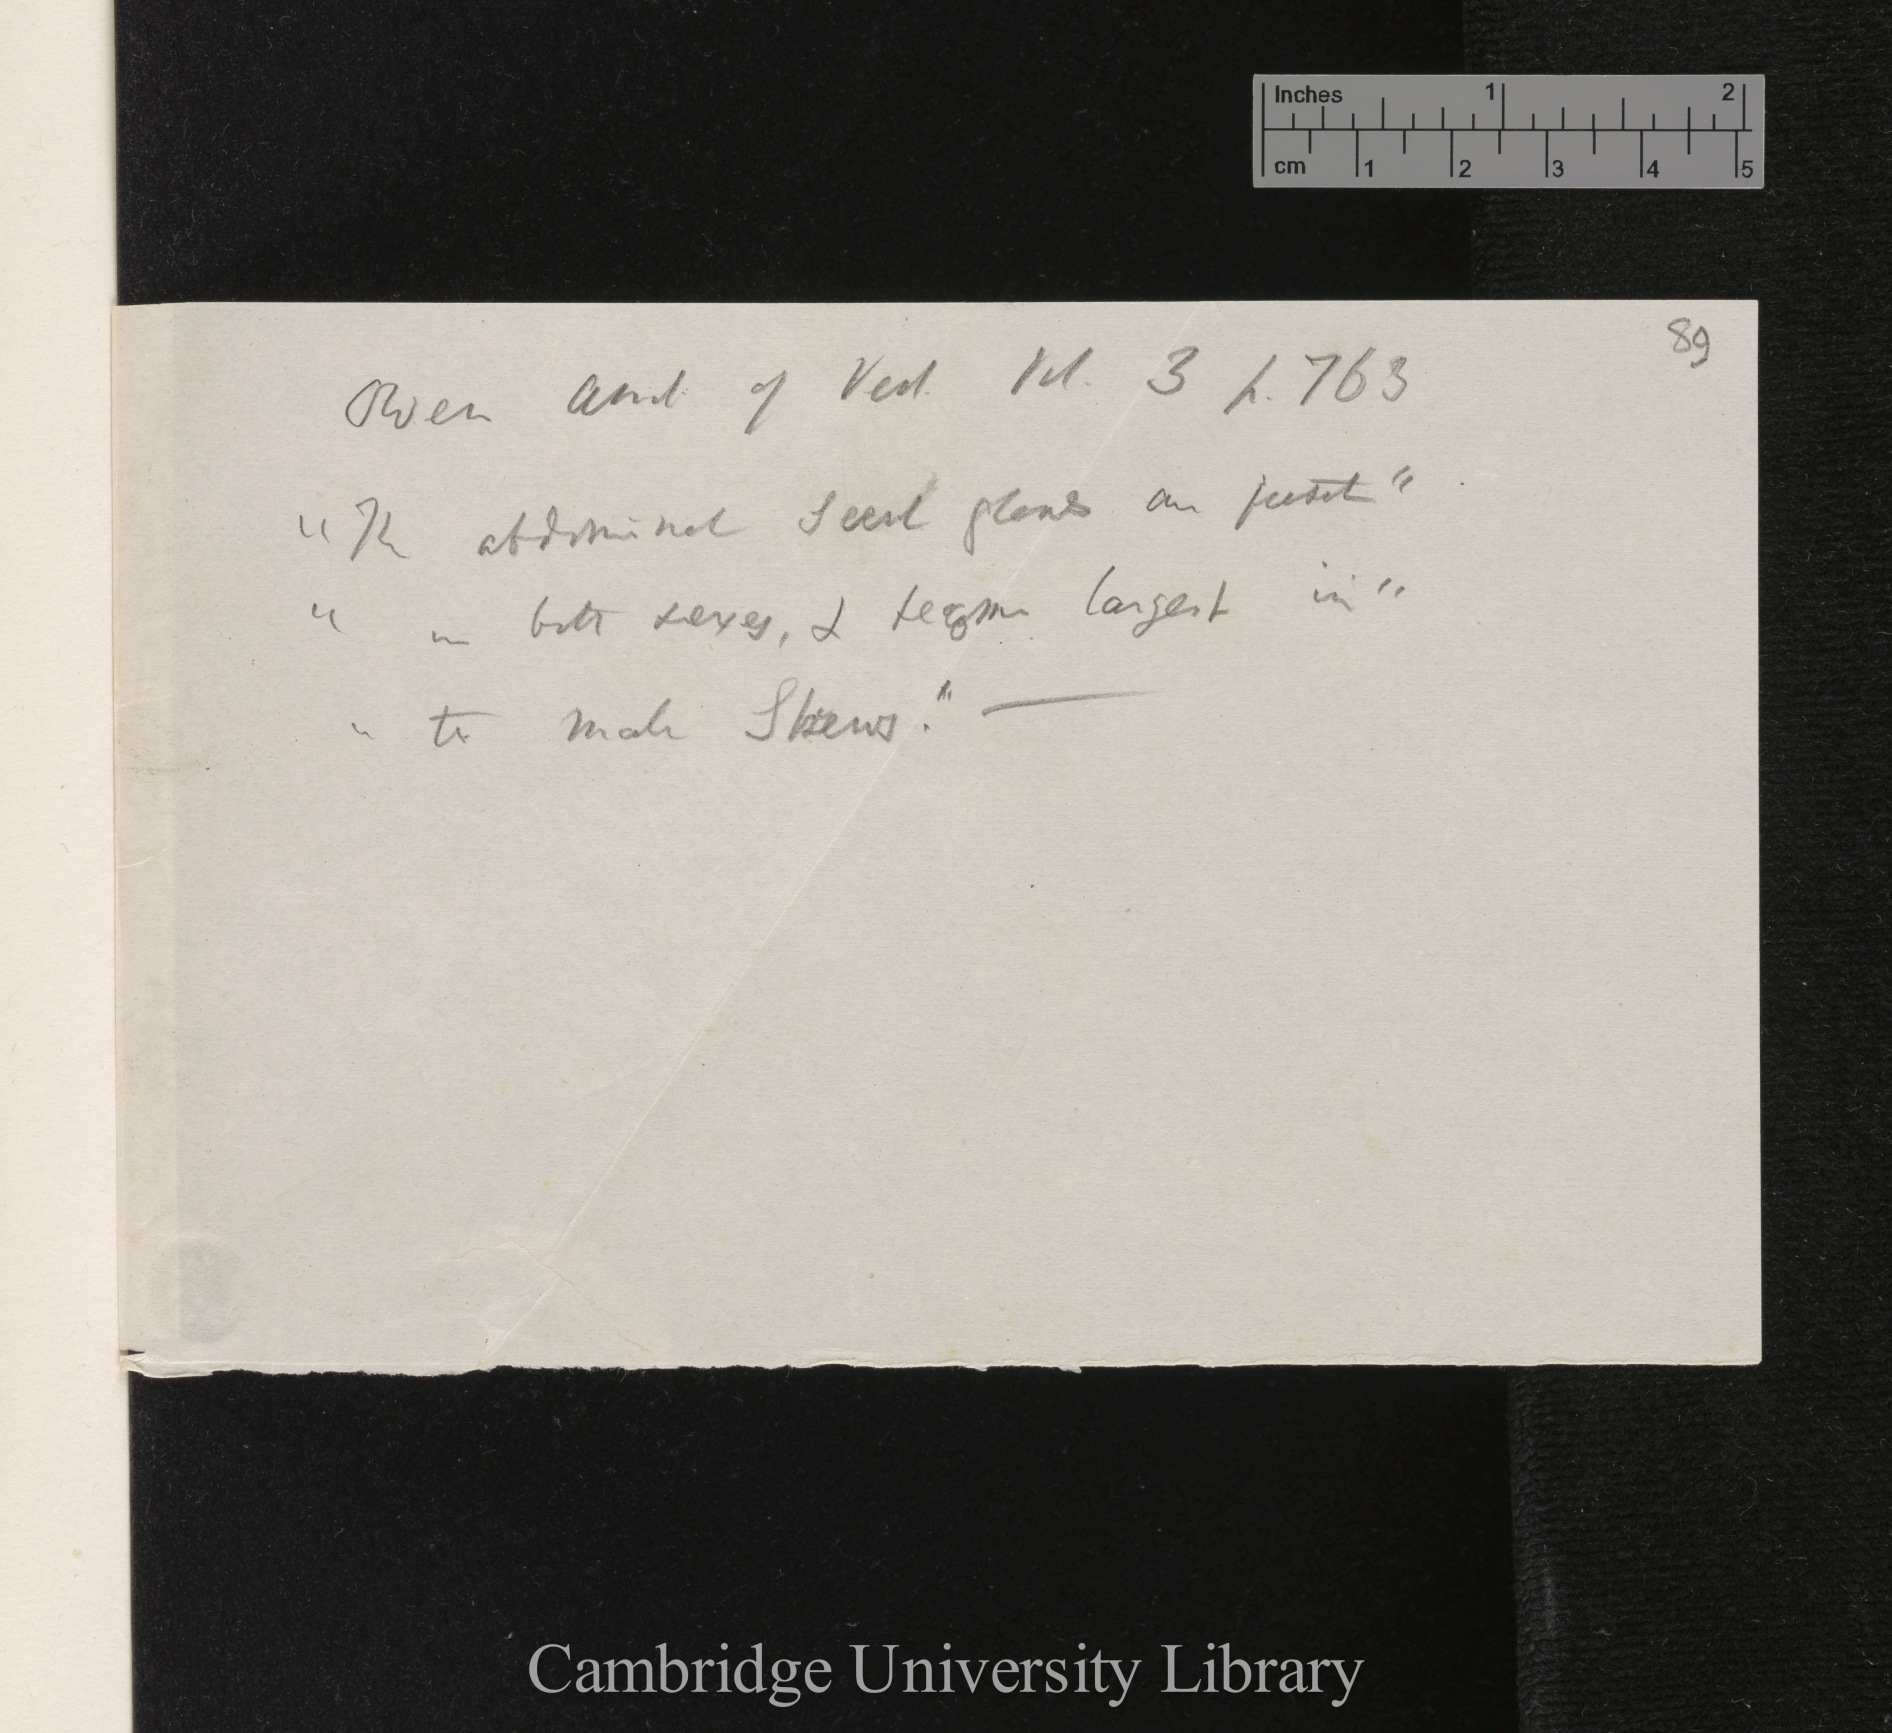 Inches 1 2
cm 1 2 3 4 5
89
Owen Anat. of Vert. Vol. 3 p. 763
"The abdominal scent glands are present"
" in both sexes, & become largest in"
" the male Shrews." —
Cambridge University Library